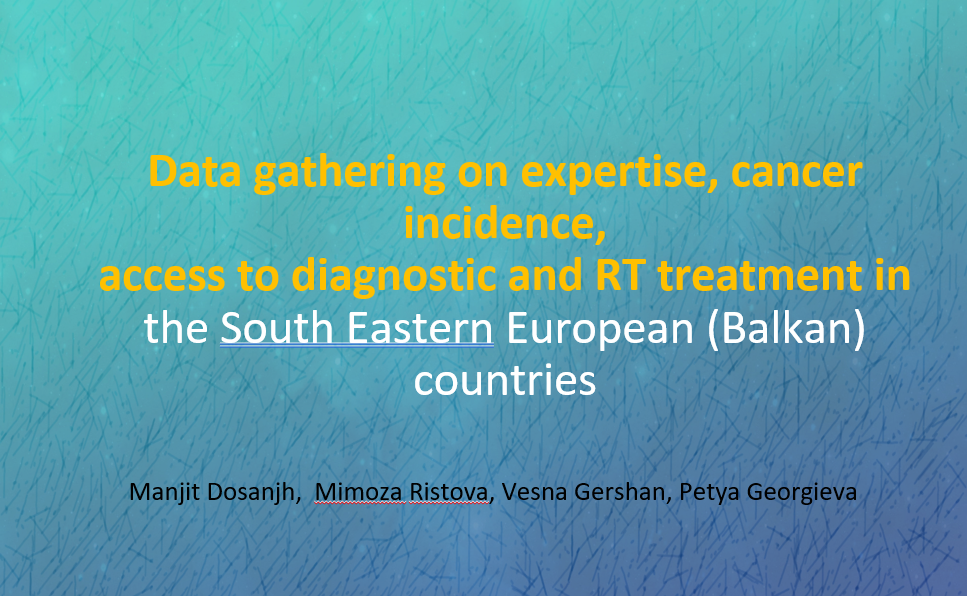 Data gathering on expertise, cancer
incidence,
access to diagnostic and RT treatment in
the South Eastern European (Balkan)
countries
Manjit Dosanjh, Mimoza Ristova, Vesna Gershan, Petya Georgieva